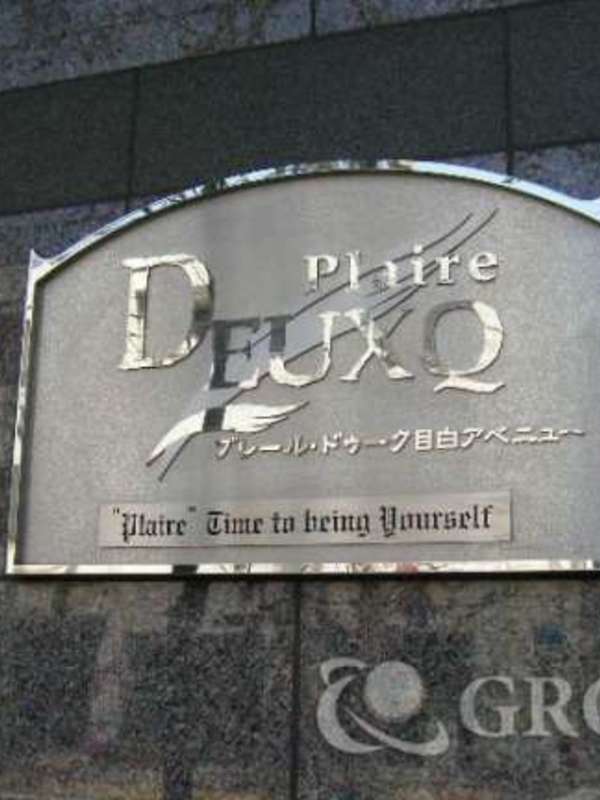 Plaire
DEUXQ
プレール・ドゥーク目白アベニュー
"Plaire" Time to being Yourself
GRO